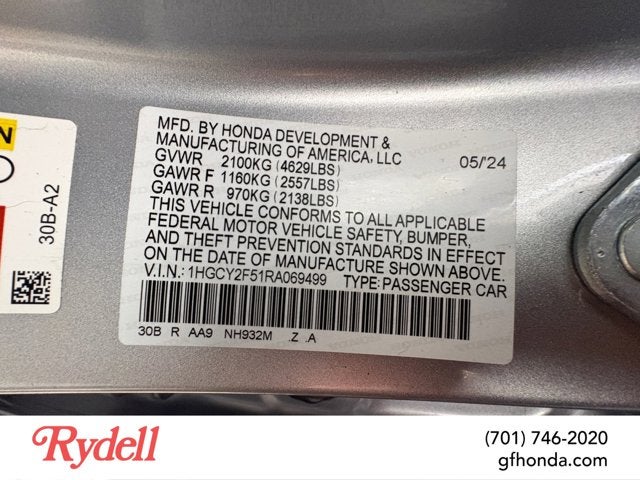 MFD. BY HONDA DEVELOPMENT &
MANUFACTURING OF AMERICA, LLC 05/'24
GVWR 2100KG (4629LBS)
GAWR F 1160KG (2557LBS)
GAWR R 970KG (2138LBS)
THIS VEHICLE CONFORMS TO ALL APPLICABLE
FEDERAL MOTOR VEHICLE SAFETY, BUMPER,
AND THEFT PREVENTION STANDARDS IN EFFECT
ON THE DATE OF MANUFACTURE SHOWN ABOVE.
V.I.N.: 1HGCY2F51RA069499 TYPE: PASSENGER CAR
30B R AA9 NH932M .Z .A
30B-A2
Rydell
(701) 746-2020
gfhonda.com